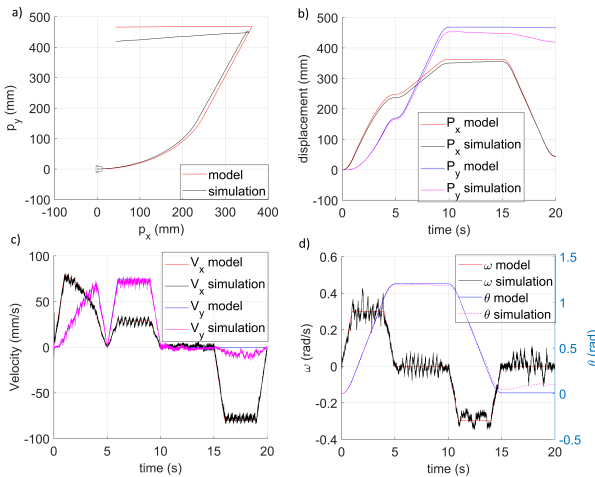 a)
500
400
300
200
100
0
-100
-100
0
100
200
300
400
p_y (mm)
p_x (mm)
model
simulation
b)
500
400
300
200
100
0
-100
0
5
10
15
20
displacement (mm)
time (s)
P_x model
P_x simulation
P_y model
P_y simulation
c)
100
50
0
-50
-100
0
5
10
15
20
Velocity (mm/s)
time (s)
V_x model
V_x simulation
V_y model
V_y simulation
d)
0.6
0.4
0.2
0
-0.2
-0.4
0
5
10
15
20
1.5
1
0.5
0
-0.5
ω (rad/s)
θ (rad)
time (s)
ω model
ω simulation
θ model
θ simulation